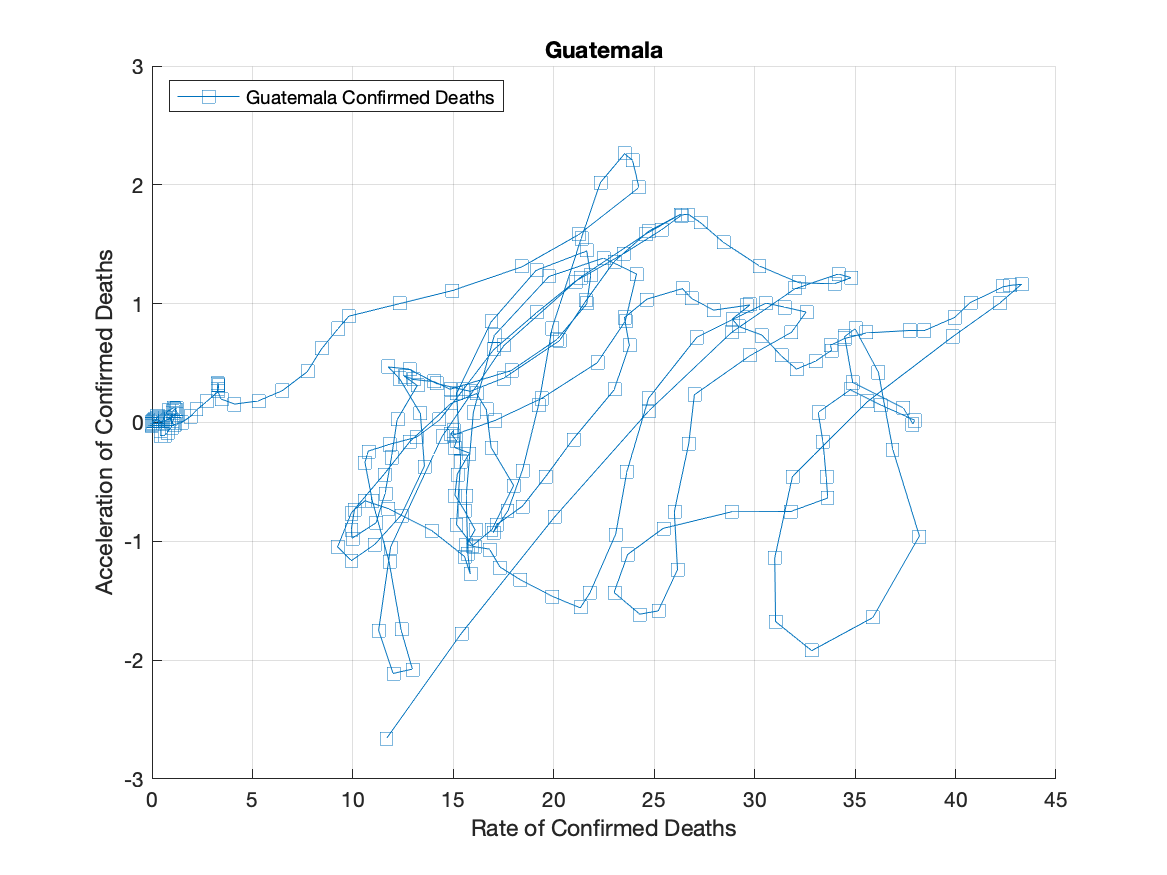 Guatemala
Guatemala Confirmed Deaths
Acceleration of Confirmed Deaths
3
2
1
0
-1
-2
-3
0 5 10 15 20 25 30 35 40 45
Rate of Confirmed Deaths